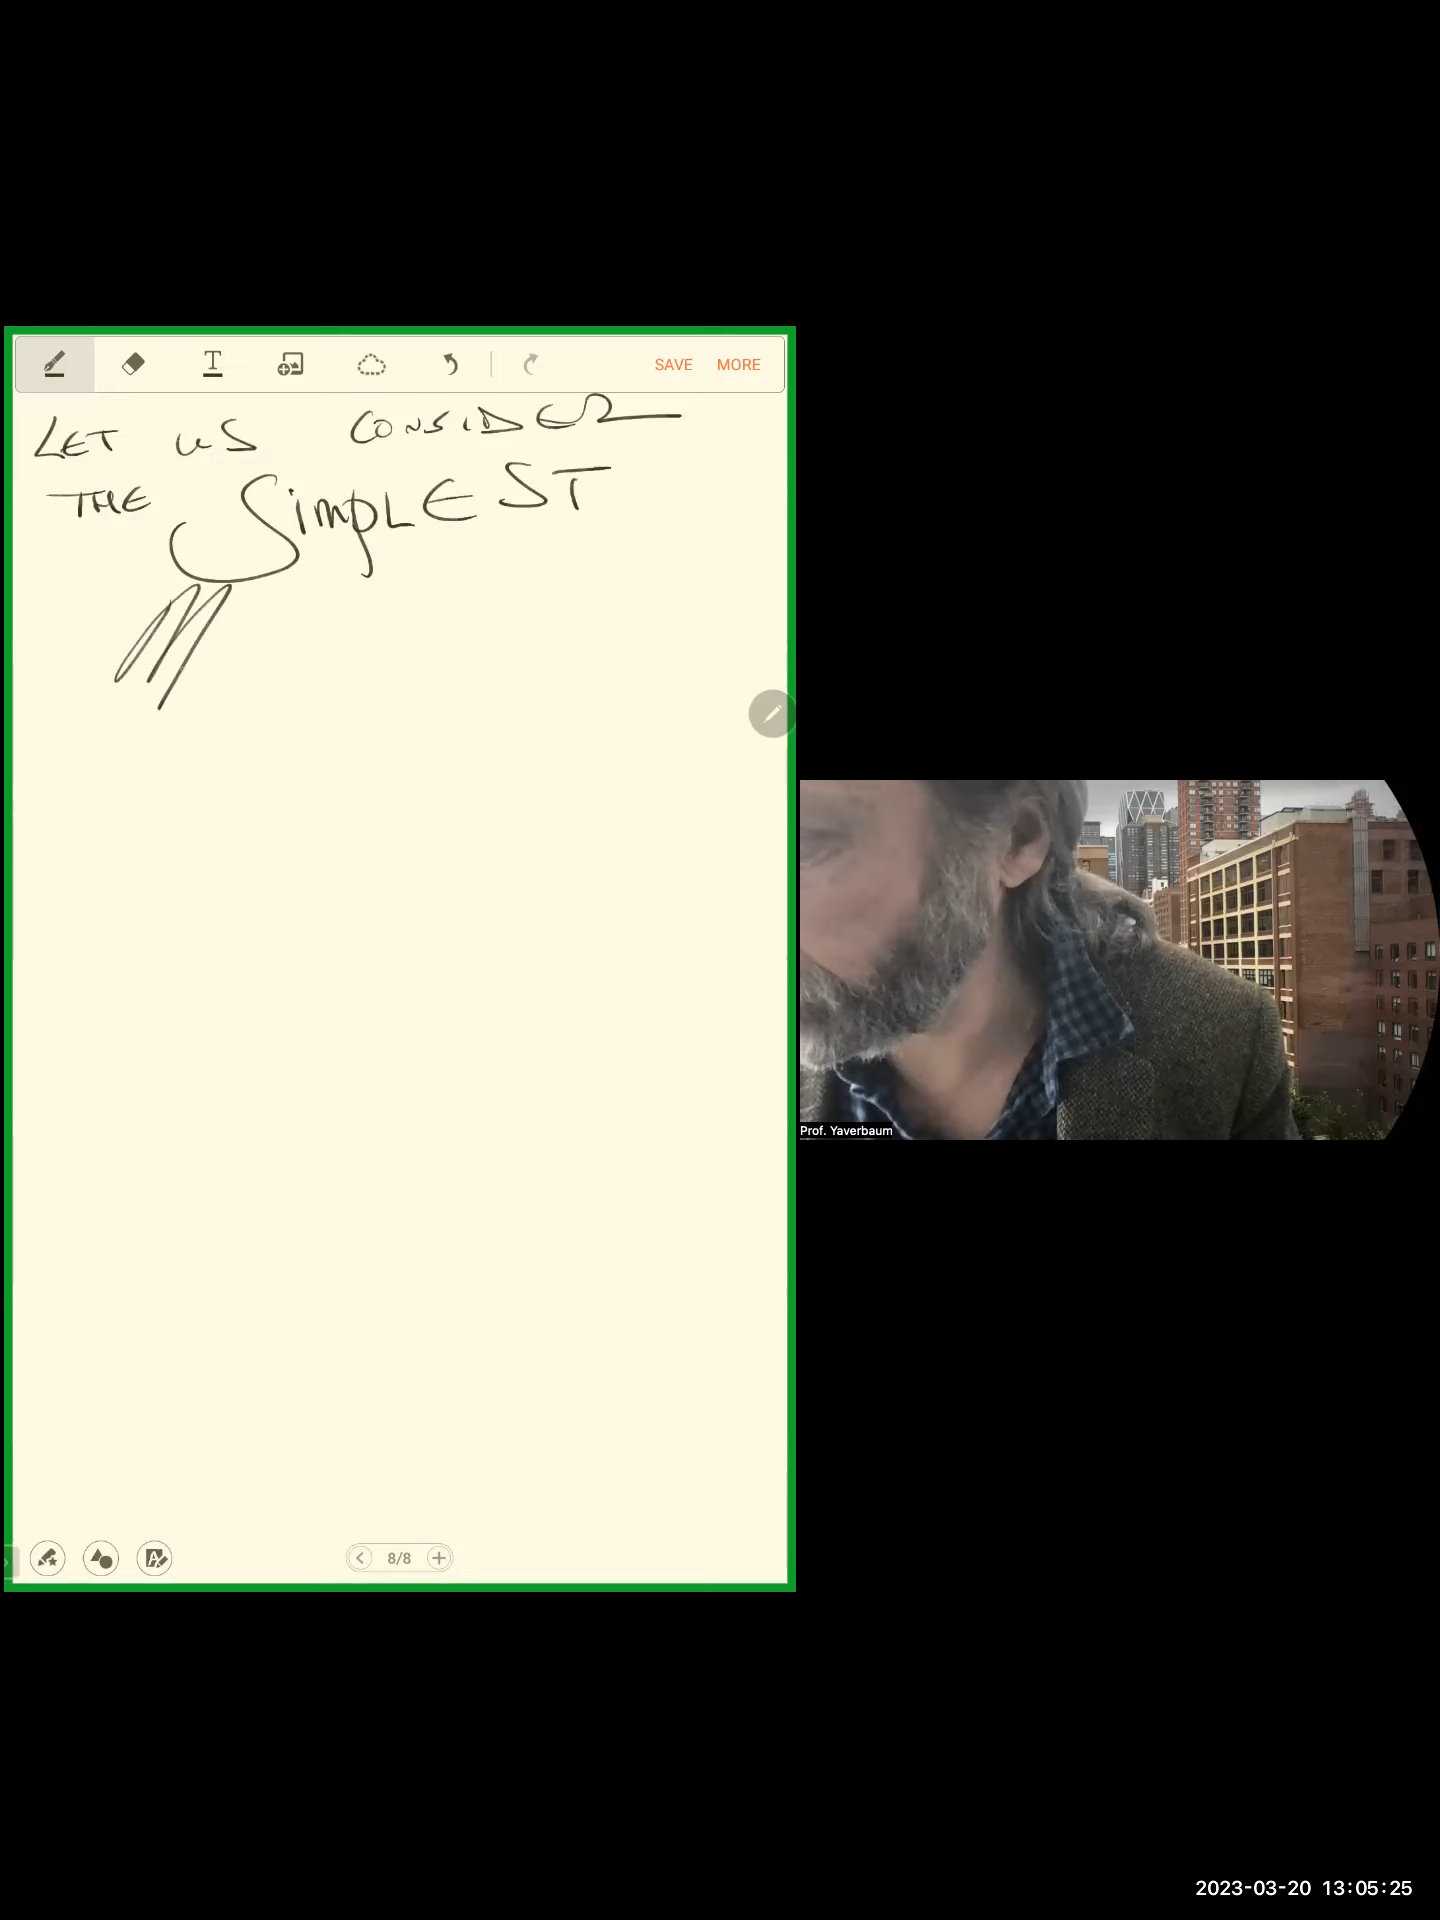 SAVE MORE
LET US CONSIDER
THE SIMPLEST
M
Prof. Yaverbaum
8/8
2023-03-20 13:05:25